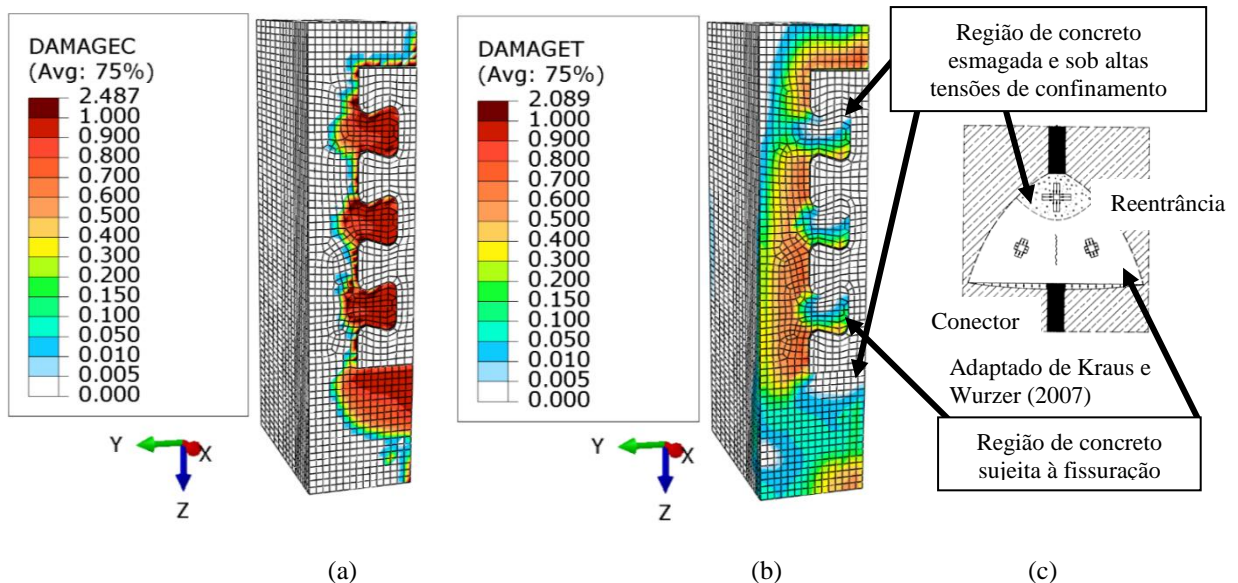 DAMAGEC
(Avg: 75%)
2.487
1.000
0.900
0.800
0.700
0.600
0.500
0.400
0.300
0.200
0.150
0.100
0.050
0.010
0.005
0.000
Y
X
Z
(a)
DAMAGET
(Avg: 75%)
2.089
1.000
0.900
0.800
0.700
0.600
0.500
0.400
0.300
0.200
0.150
0.100
0.050
0.010
0.005
0.000
Y
X
Z
(b)
Região de concreto
esmagada e sob altas
tensões de confinamento
Reentrância
Conector
Adaptado de Kraus e
Wurzer (2007)
Região de concreto
sujeita à fissuração
(c)